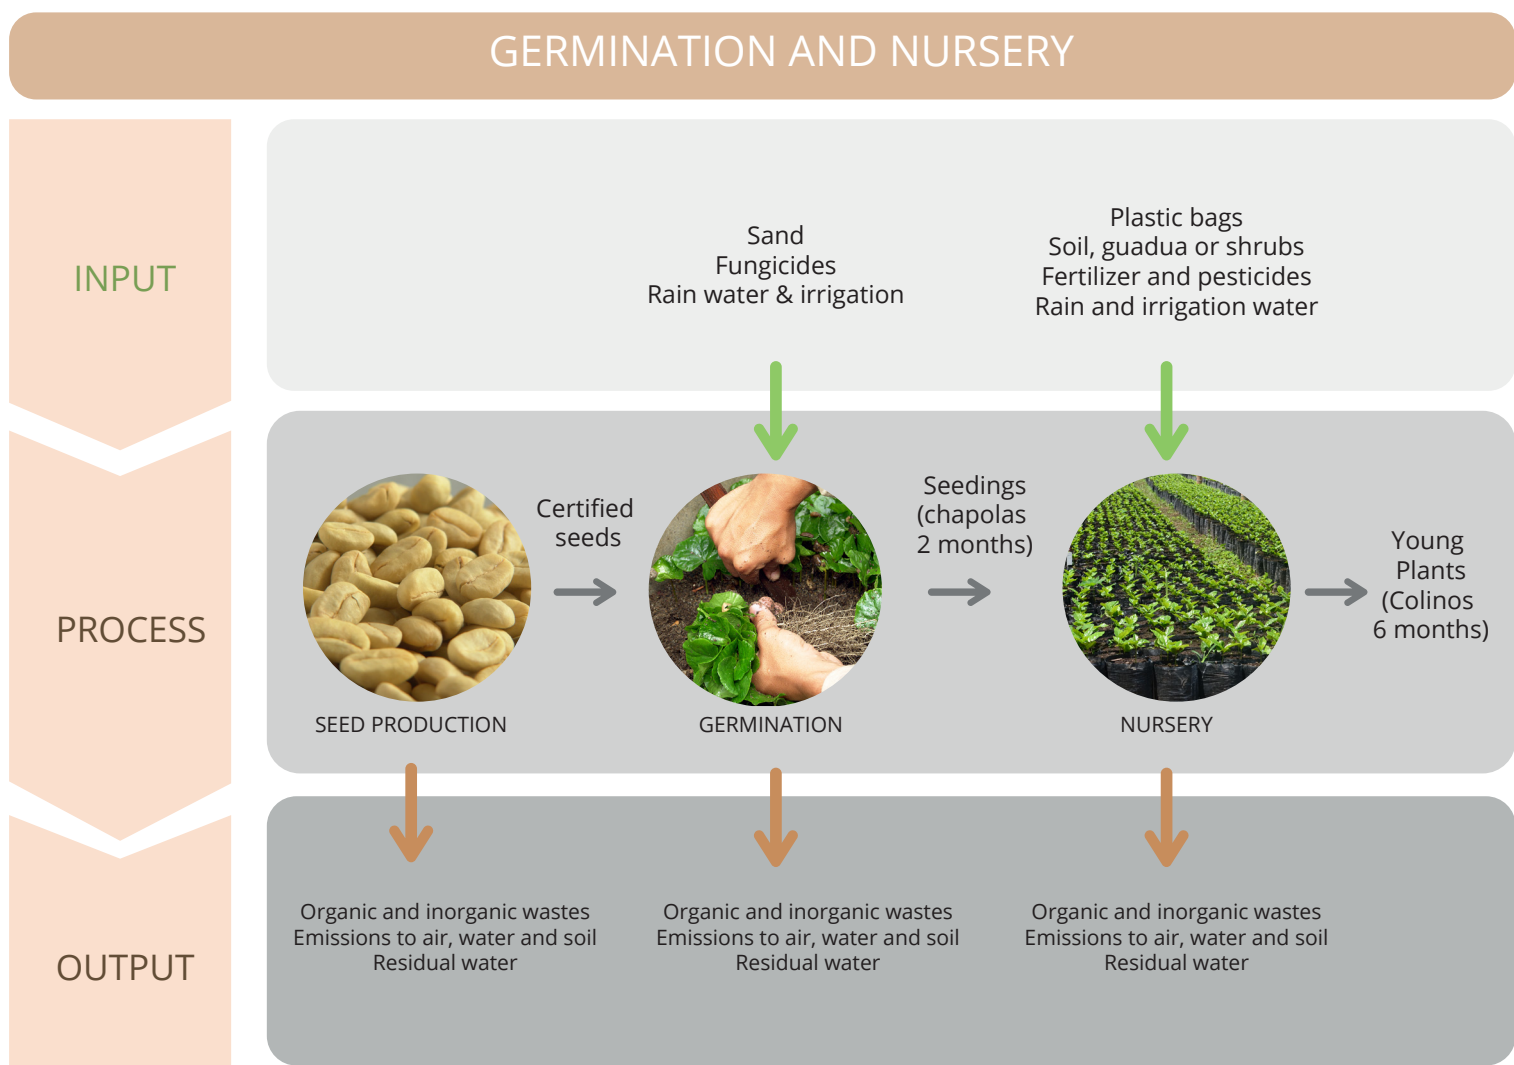 GERMINATION AND NURSERY
INPUT
Sand
Fungicides
Rain water & irrigation
Plastic bags
Soil, guadua or shrubs
Fertilizer and pesticides
Rain and irrigation water
PROCESS
Certified
seeds
Seedings
(chapolas
2 months)
Young
Plants
(Colinos
6 months)
SEED PRODUCTION
GERMINATION
NURSERY
OUTPUT
Organic and inorganic wastes
Emissions to air, water and soil
Residual water
Organic and inorganic wastes
Emissions to air, water and soil
Residual water
Organic and inorganic wastes
Emissions to air, water and soil
Residual water